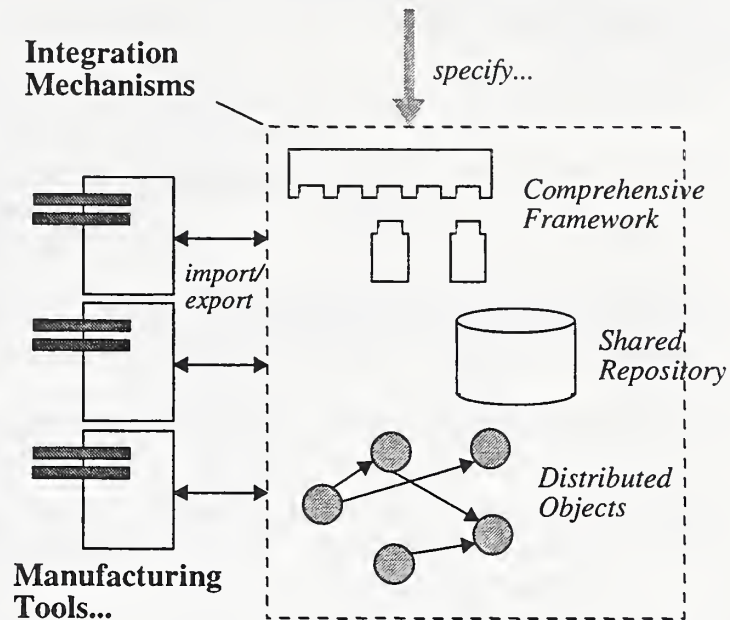 Integration
Mechanisms
specify...
Comprehensive
Framework
import/
export
Shared
Repository
Distributed
Objects
Manufacturing
Tools...